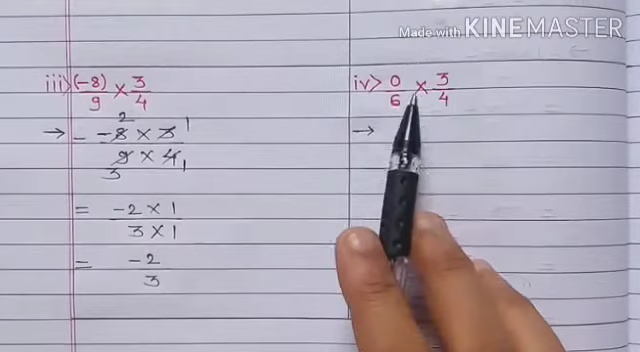 Made with KINEMASTER
iii> (-8)/9 × 3/4
→ - -8 × 3 / 9 × 4
2 1
3 1
= -2 × 1 / 3 × 1
= -2/3
iv> 0/6 × 3/4
→